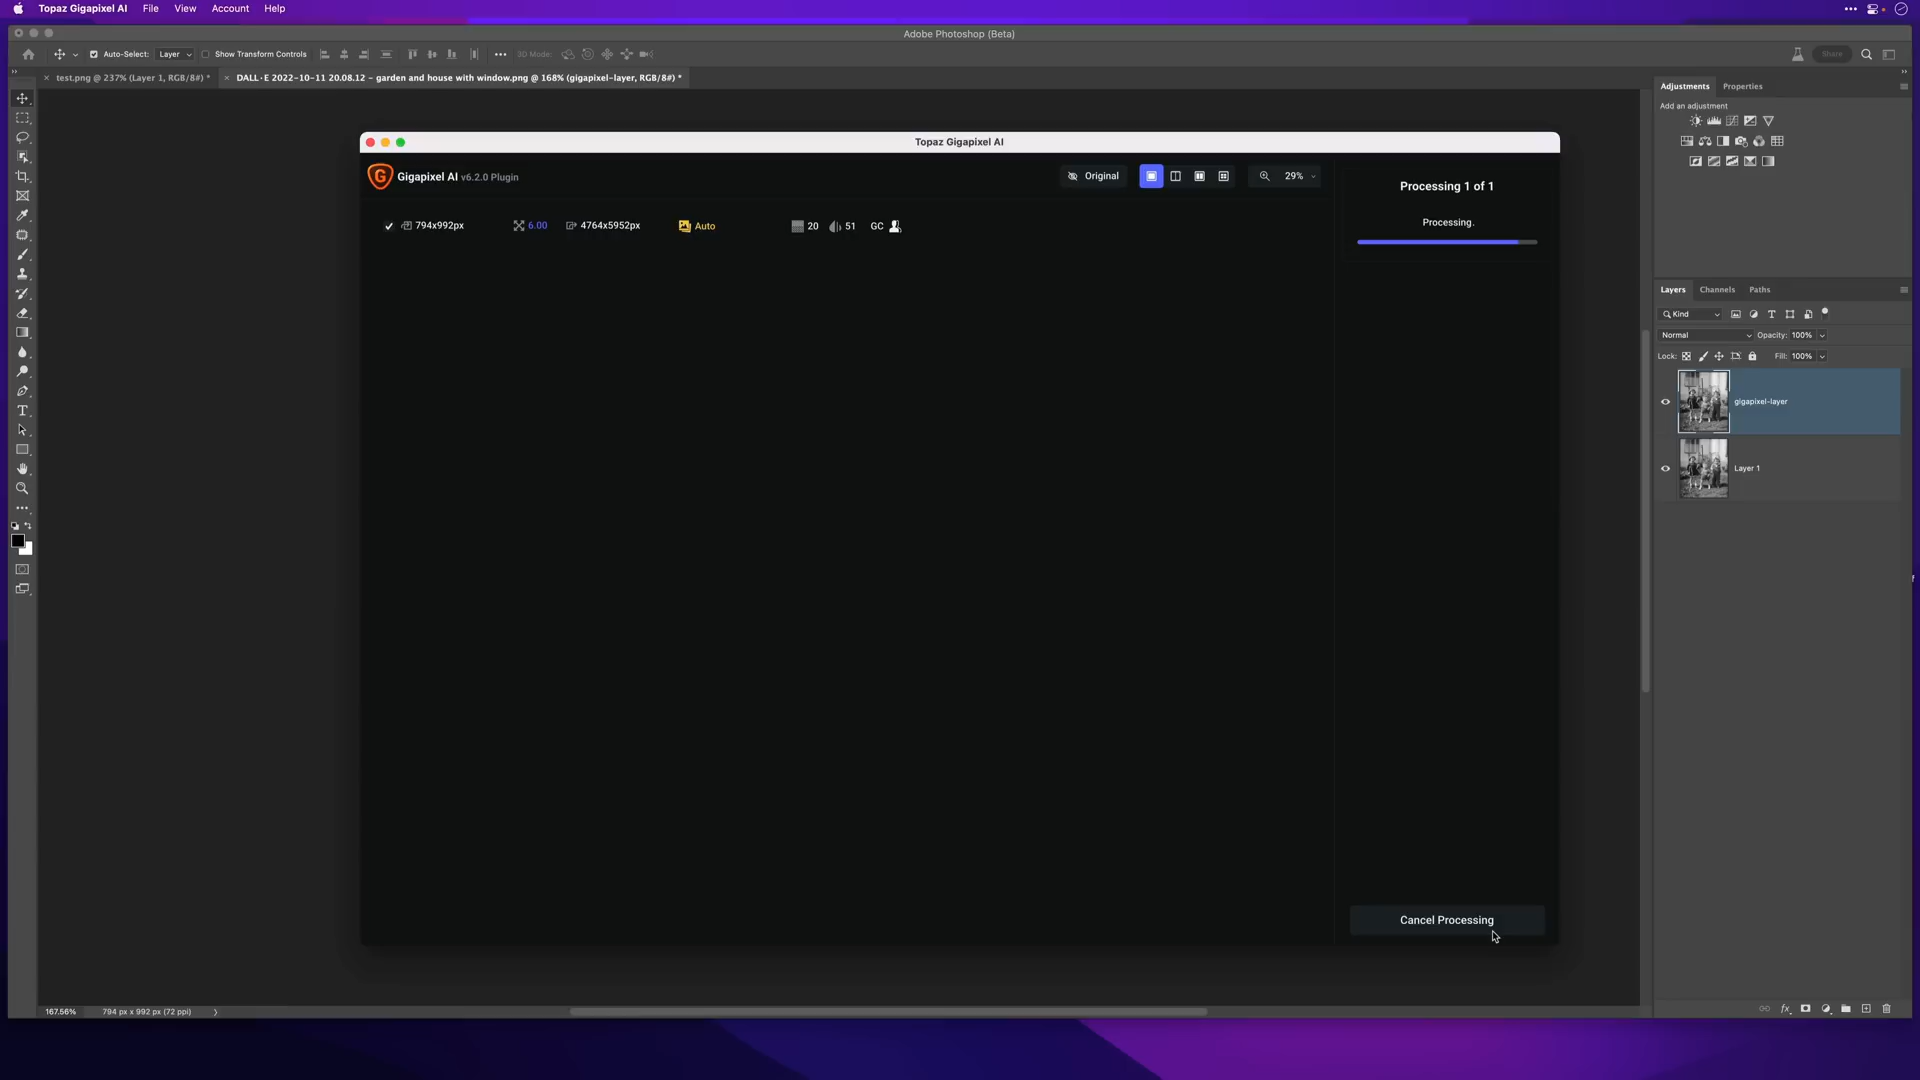 Topaz Gigapixel AI File View Account Help
Adobe Photoshop (Beta)
Auto-Select: Layer Show Transform Controls 3D Mode: Share
test.png @ 237% (Layer 1, RGB/8#) *
DALL·E 2022-10-11 20.08.12 – garden and house with window.png @ 168% (gigapixel-layer, RGB/8#) *
Adjustments Properties
Add an adjustment
Topaz Gigapixel AI
Gigapixel AI v6.2.0 Plugin
Original
29%
Processing 1 of 1
Processing.
794x992px 6.00 4764x5952px Auto 20 51 GC
Layers Channels Paths
Kind
Normal Opacity: 100%
Lock: Fill: 100%
gigapixel-layer
Layer 1
Cancel Processing
167.56% 794 px x 992 px (72 ppi)